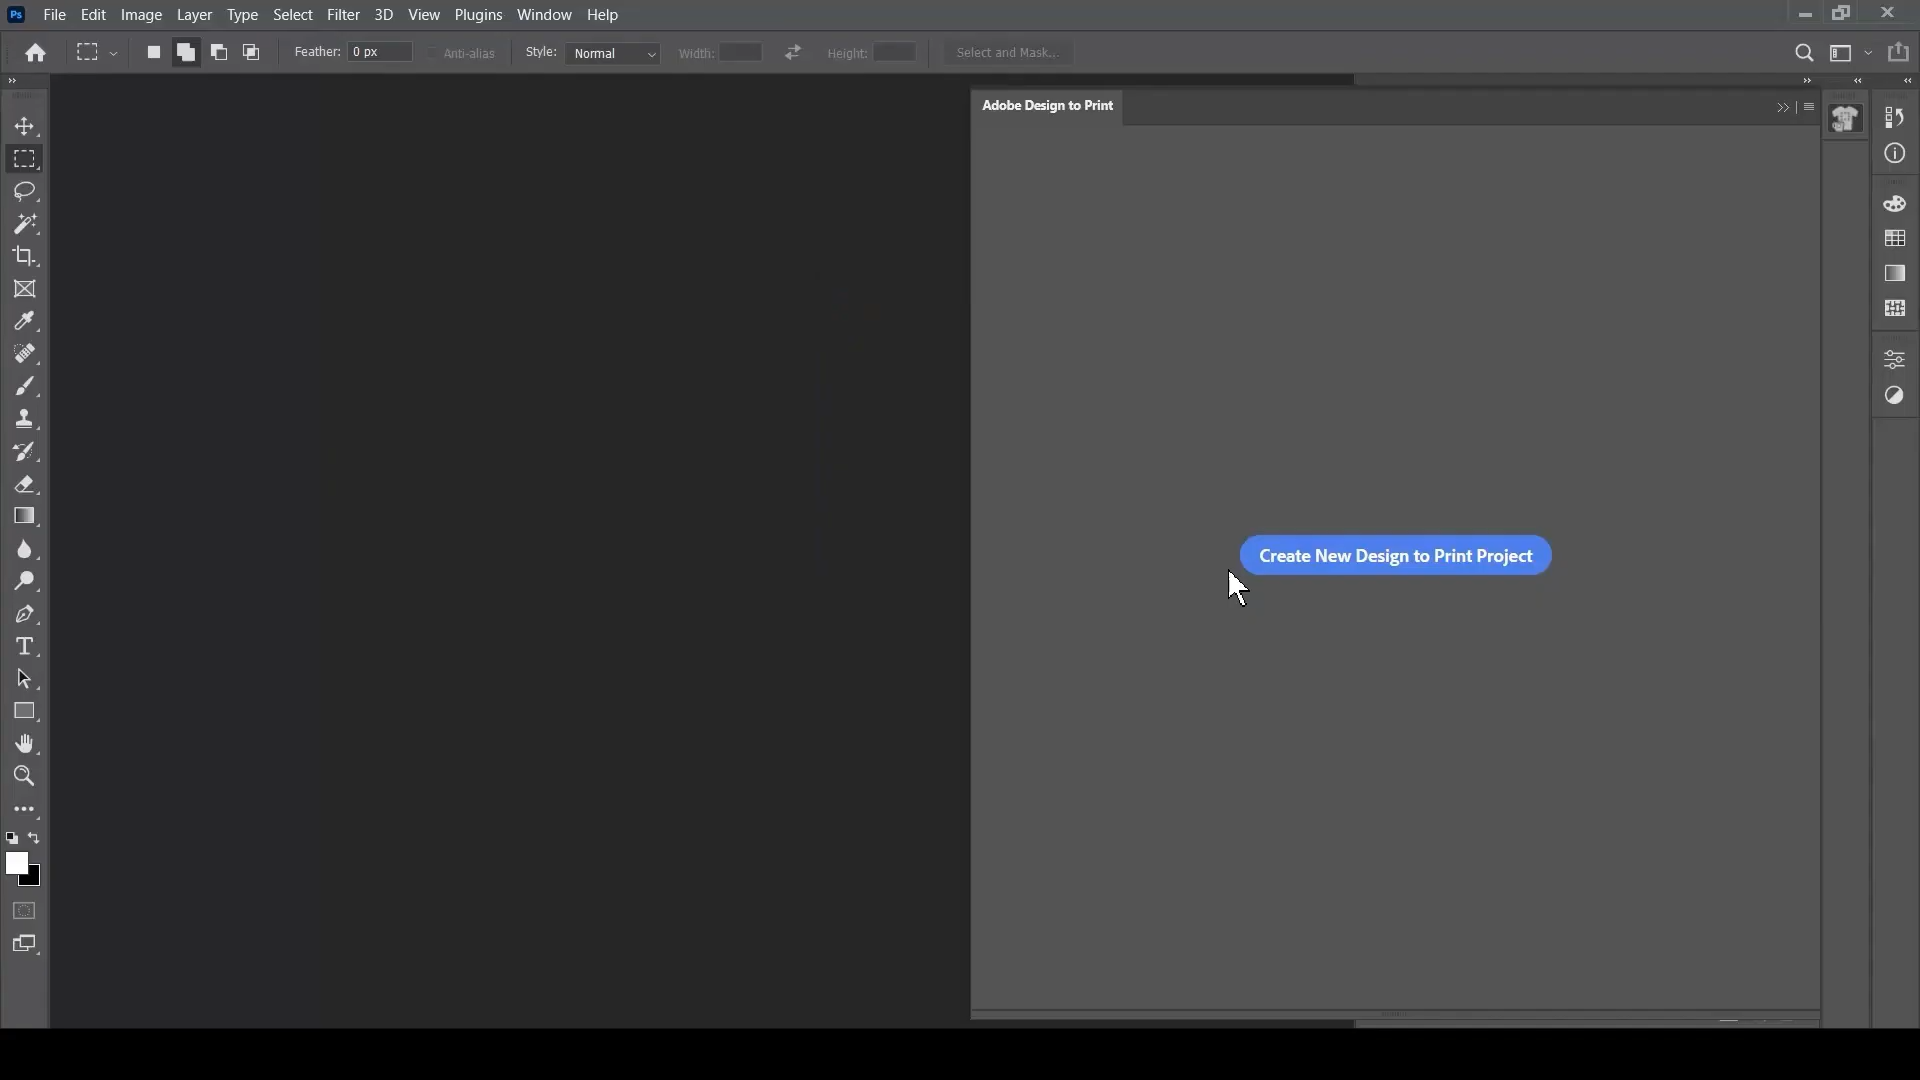 Ps File Edit Image Layer Type Select Filter 3D View Plugins Window Help
Feather: 0 px Anti-alias Style: Normal Width: Height: Select and Mask...
Adobe Design to Print
Create New Design to Print Project